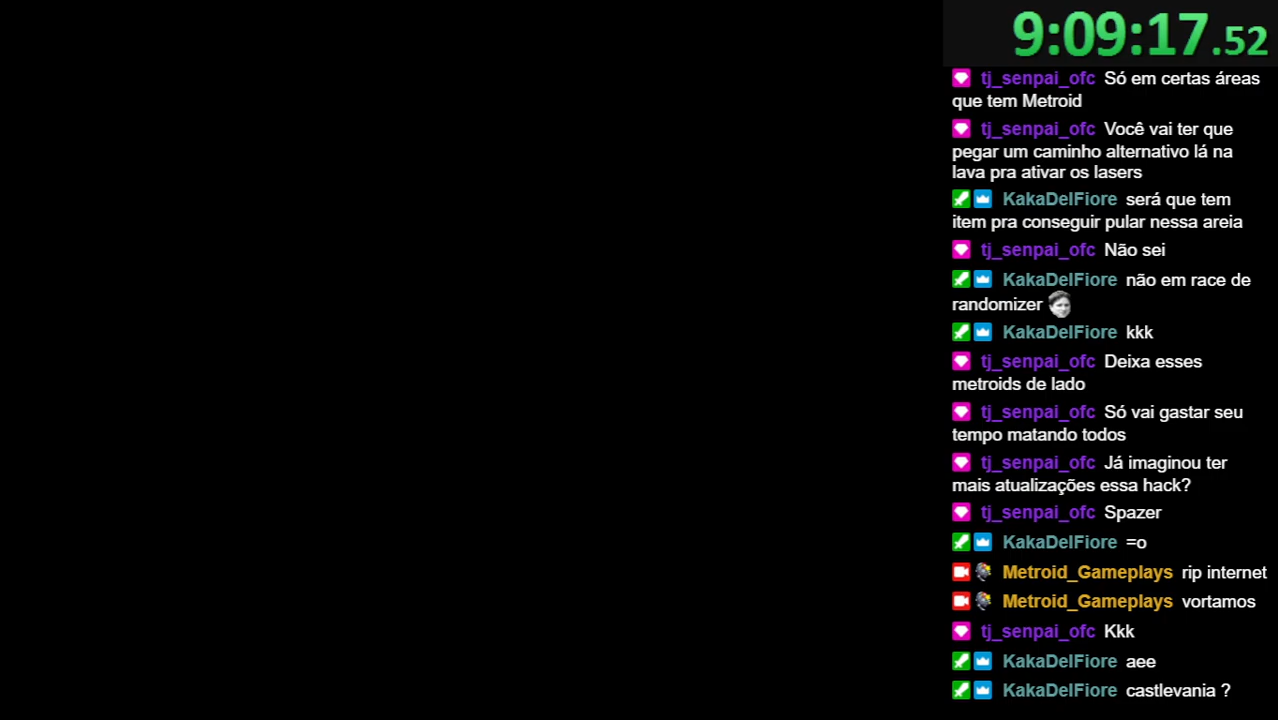 9:09:17.52
tj_senpai_ofc Só em certas áreas
que tem Metroid
tj_senpai_ofc Você vai ter que
pegar um caminho alternativo lá na
lava pra ativar os lasers
KakaDelFiore será que tem
item pra conseguir pular nessa areia
tj_senpai_ofc Não sei
KakaDelFiore não em race de
randomizer
KakaDelFiore kkk
tj_senpai_ofc Deixa esses
metroids de lado
tj_senpai_ofc Só vai gastar seu
tempo matando todos
tj_senpai_ofc Já imaginou ter
mais atualizações essa hack?
tj_senpai_ofc Spazer
KakaDelFiore =o
Metroid_Gameplays rip internet
Metroid_Gameplays vortamos
tj_senpai_ofc Kkk
KakaDelFiore aee
KakaDelFiore castlevania ?